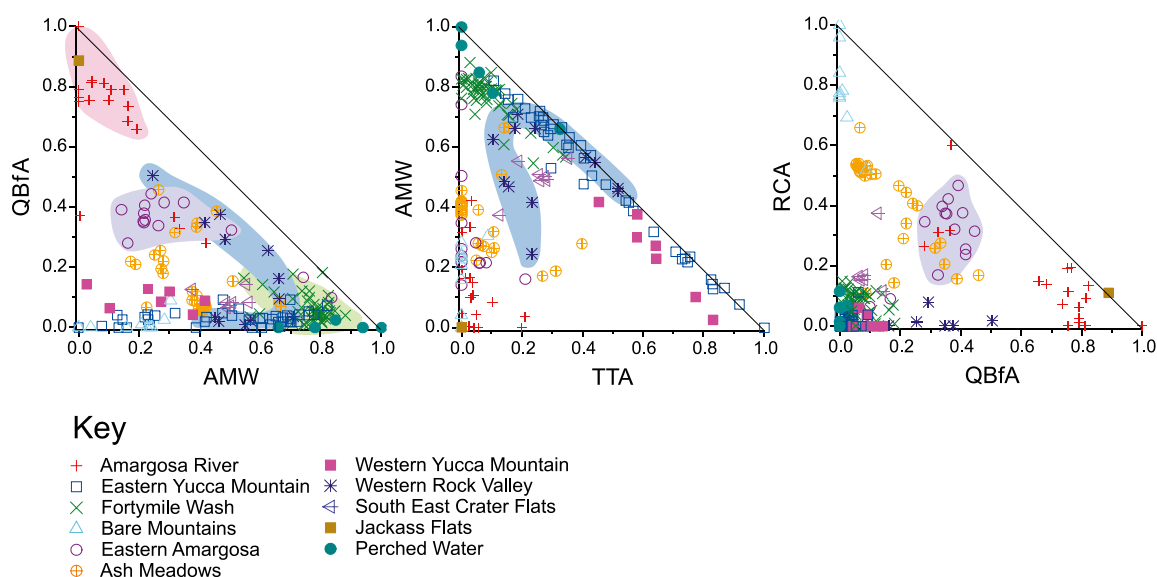 1.0
0.8
0.6
0.4
0.2
0.0
QBfA
0.0 0.2 0.4 0.6 0.8 1.0
AMW
1.0
0.8
0.6
0.4
0.2
0.0
AMW
0.0 0.2 0.4 0.6 0.8 1.0
TTA
1.0
0.8
0.6
0.4
0.2
0.0
RCA
0.0 0.2 0.4 0.6 0.8 1.0
QBfA
Key
Amargosa River
Eastern Yucca Mountain
Fortymile Wash
Bare Mountains
Eastern Amargosa
Ash Meadows
Western Yucca Mountain
Western Rock Valley
South East Crater Flats
Jackass Flats
Perched Water